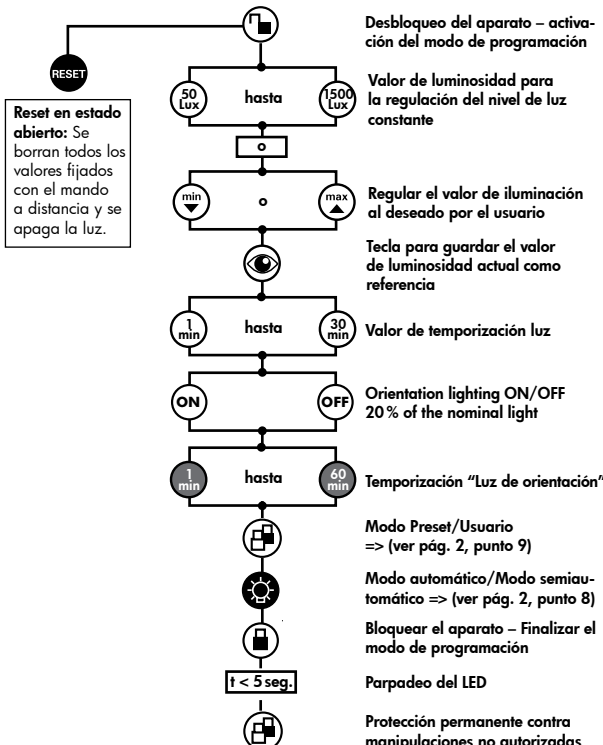 Desbloqueo del aparato – activa-
ción del modo de programación
RESET
Reset en estado
abierto: Se
borran todos los
valores fijados
con el mando
a distancia y se
apaga la luz.
50 Lux hasta 1500 Lux
Valor de luminosidad para
la regulación del nivel de luz
constante
o
min o max
Regular el valor de iluminación
al deseado por el usuario
Tecla para guardar el valor
de luminosidad actual como
referencia
1 min hasta 30 min
Valor de temporización luz
ON OFF
Orientation lighting ON/OFF
20 % of the nominal light
1 min hasta 60 min
Temporización “Luz de orientación”
Modo Preset/Usuario
=> (ver pág. 2, punto 9)
Modo automático/Modo semiau-
tomático => (ver pág. 2, punto 8)
Bloquear el aparato – Finalizar el
modo de programación
t < 5 seg.
Parpadeo del LED
Protección permanente contra
manipulaciones no autorizadas